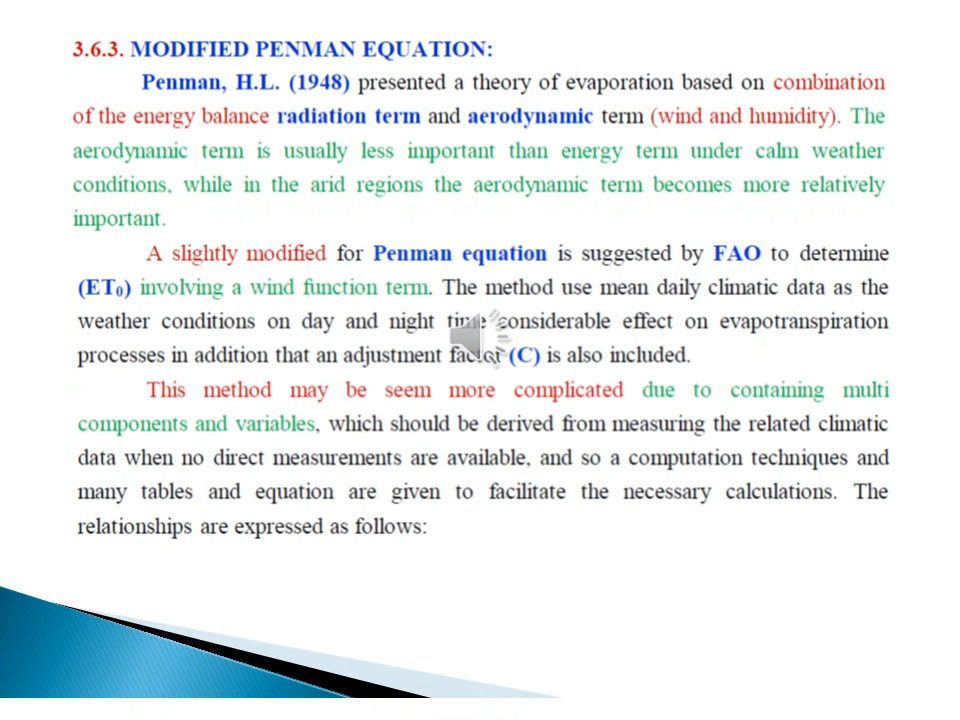 3.6.3. MODIFIED PENMAN EQUATION:
Penman, H.L. (1948) presented a theory of evaporation based on combination
of the energy balance radiation term and aerodynamic term (wind and humidity). The
aerodynamic term is usually less important than energy term under calm weather
conditions, while in the arid regions the aerodynamic term becomes more relatively
important.
A slightly modified for Penman equation is suggested by FAO to determine
(ET₀) involving a wind function term. The method use mean daily climatic data as the
weather conditions on day and night time considerable effect on evapotranspiration
processes in addition that an adjustment factor (C) is also included.
This method may be seem more complicated due to containing multi
components and variables, which should be derived from measuring the related climatic
data when no direct measurements are available, and so a computation techniques and
many tables and equation are given to facilitate the necessary calculations. The
relationships are expressed as follows: